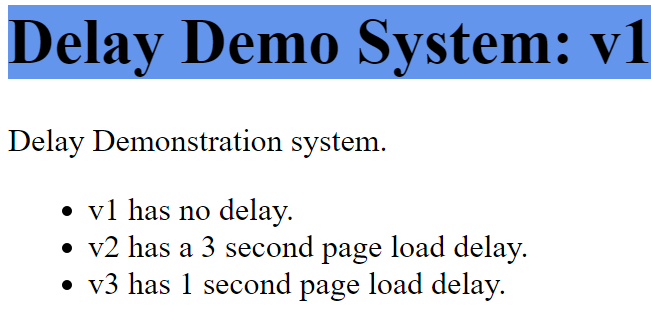 Delay Demo System: v1
Delay Demonstration system.
• v1 has no delay.
• v2 has a 3 second page load delay.
• v3 has 1 second page load delay.